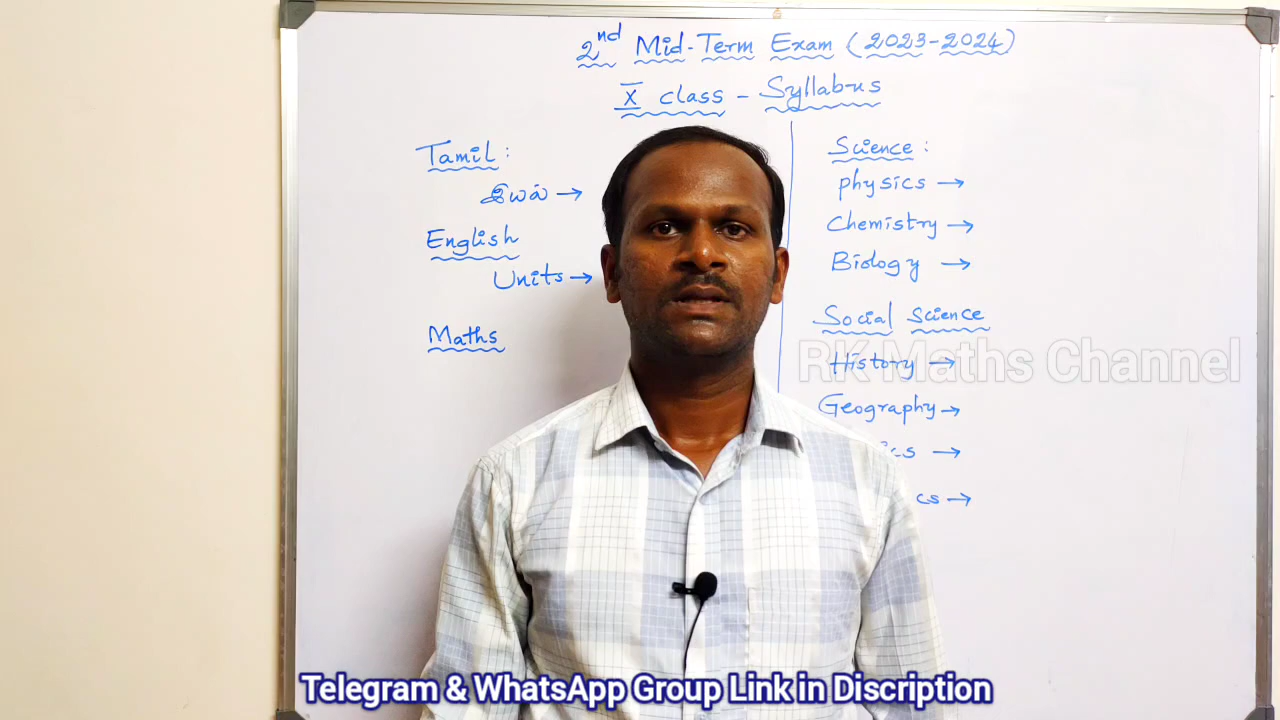 2nd Mid-Term Exam (2023-2024)
X class - Syllabus
Tamil :
இயல் →
English
Units →
Maths
Science :
physics →
Chemistry →
Biology →
Social Science
History →
RK Maths Channel
Geography →
→
→
Telegram & WhatsApp Group Link in Discription